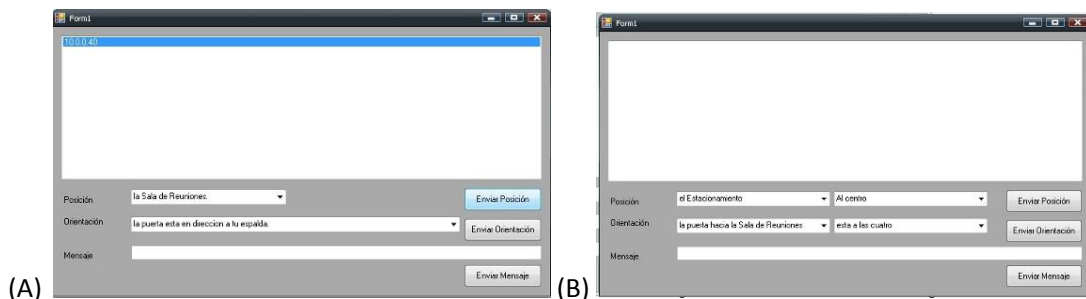 Form1
10.0.0.40
Posición la Sala de Reuniones. Enviar Posición
Orientación la puerta esta en direccion a tu espalda. Enviar Orientación
Mensaje
Enviar Mensaje
(A)
Form1
Posición el Estacionamiento Al centro Enviar Posición
Orientación la puerta hacia la Sala de Reuniones esta a las cuatro Enviar Orientación
Mensaje
Enviar Mensaje
(B)